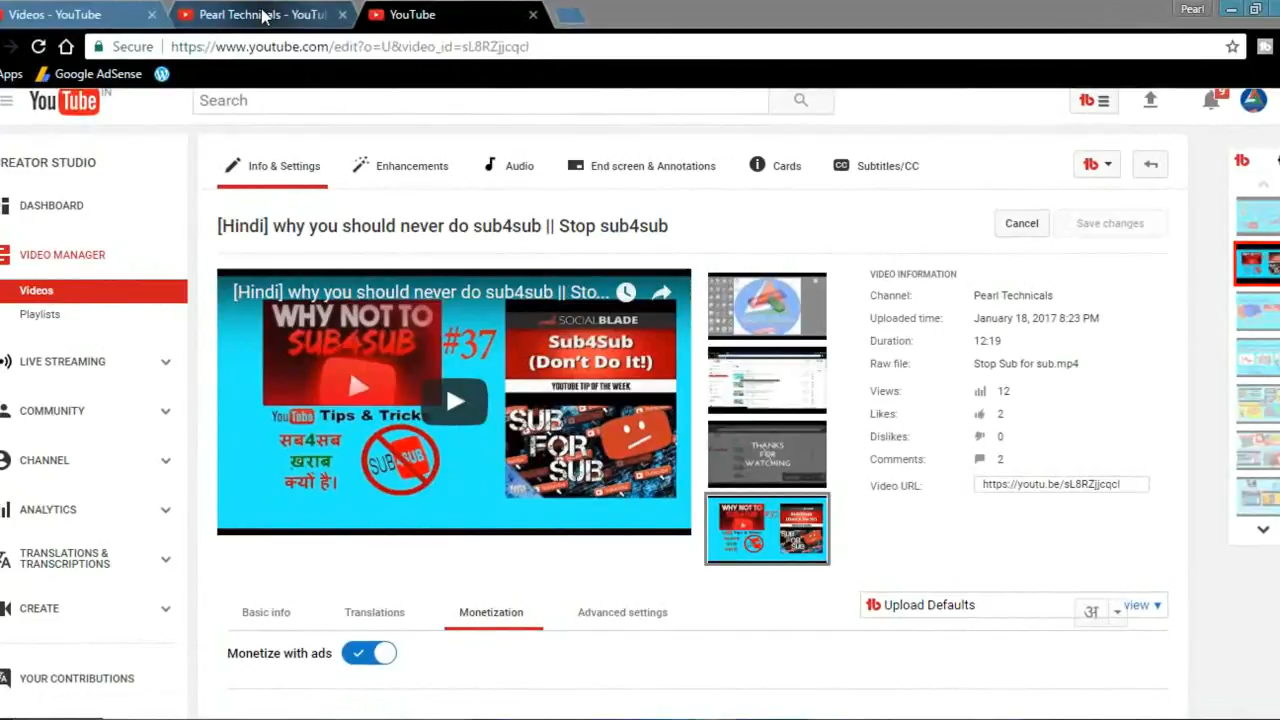 Videos - YouTube
Pearl Technicals - YouTu
YouTube
Pearl
Secure
https://www.youtube.com/edit?o=U&video_id=sL8RZjjcqcI
Apps
Google AdSense
YouTube IN
Search
9
REATOR STUDIO
Info & Settings
Enhancements
Audio
End screen & Annotations
Cards
CC
Subtitles/CC
DASHBOARD
[Hindi] why you should never do sub4sub || Stop sub4sub
Cancel
Save changes
VIDEO MANAGER
Videos
Playlists
LIVE STREAMING
COMMUNITY
CHANNEL
ANALYTICS
TRANSLATIONS &
TRANSCRIPTIONS
CREATE
YOUR CONTRIBUTIONS
[Hindi] why you should never do sub4sub || Sto...
WHY NOT TO
SUB4SUB
#37
YouTube Tips & Trick
सब4सब
ख़राब
क्यों है।
SUB4SUB
SOCIALBLADE
Sub4Sub
(Don't Do It!)
YOUTUBE TIP OF THE WEEK
SUB
FOR
SUB
THANKS
FOR
WATCHING
VIDEO INFORMATION
Channel: Pearl Technicals
Uploaded time: January 18, 2017 8:23 PM
Duration: 12:19
Raw file: Stop Sub for sub.mp4
Views: 12
Likes: 2
Dislikes: 0
Comments: 2
Video URL: https://youtu.be/sL8RZjjcqcI
Basic info
Translations
Monetization
Advanced settings
Upload Defaults
अ
view
Monetize with ads